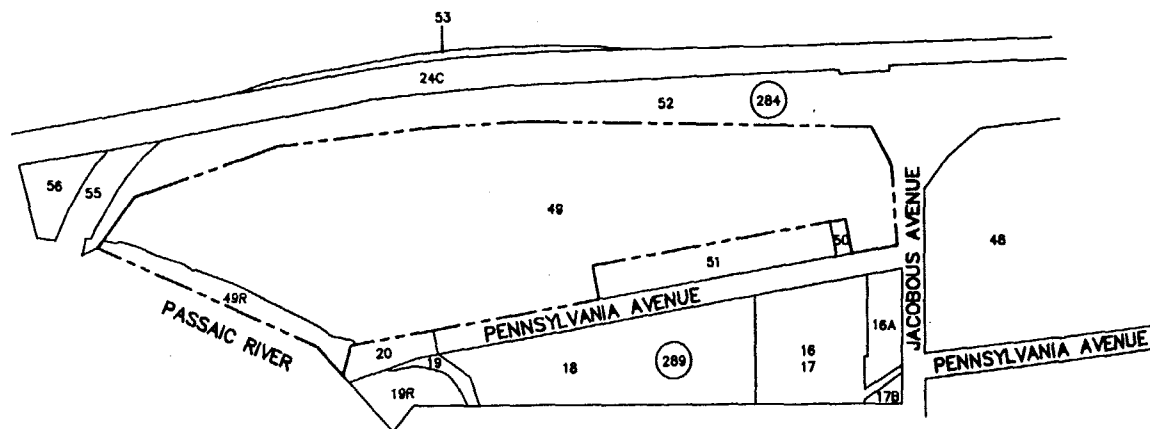 53
24C
52
284
56
55
49
JACOBOUS AVENUE
48
50
51
49R
PASSAIC RIVER
PENNSYLVANIA AVENUE
16A
20
19
18
289
16
17
PENNSYLVANIA AVENUE
19R
17B